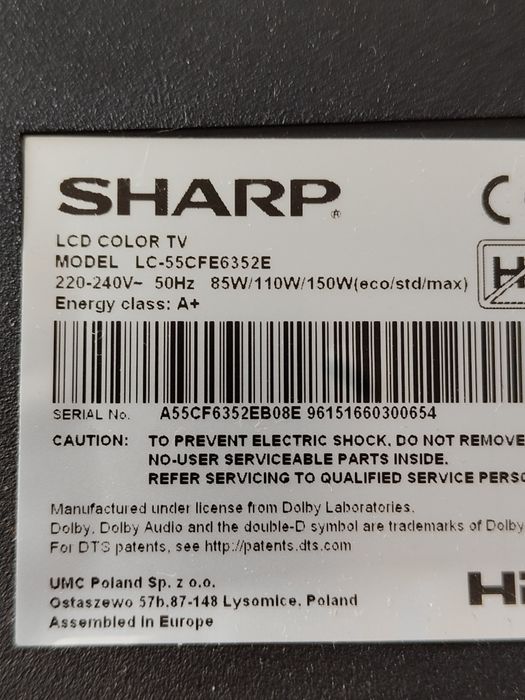 SHARP®
LCD COLOR TV
MODEL LC-55CFE6352E
220-240V~ 50Hz 85W/110W/150W(eco/std/max)
Energy class: A+
SERIAL No. A55CF6352EB08E 96151660300654
CAUTION: TO PREVENT ELECTRIC SHOCK, DO NOT REMOVE
NO-USER SERVICEABLE PARTS INSIDE.
REFER SERVICING TO QUALIFIED SERVICE PERSO
Manufactured under license from Dolby Laboratories.
Dolby, Dolby Audio and the double-D symbol are trademarks of Dolby
For DTS patents, see http://patents.dts.com
UMC Poland Sp. z o.o.
Ostaszewo 57b,87-148 Lysomice, Poland
Assembled in Europe